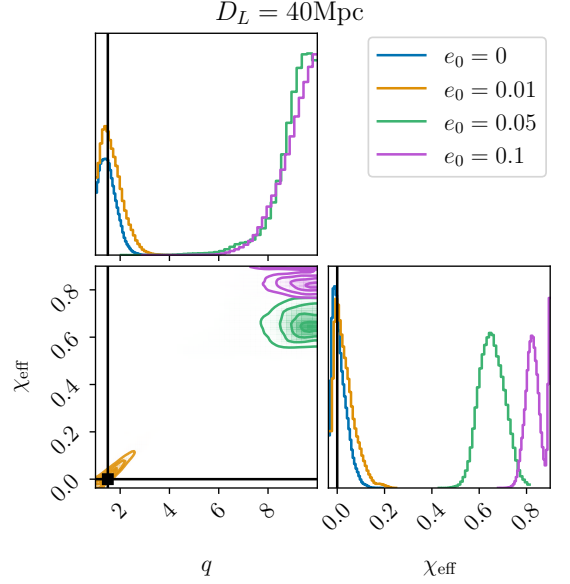 D_L = 40Mpc
e_0 = 0
e_0 = 0.01
e_0 = 0.05
e_0 = 0.1
χ_eff
0.8
0.6
0.4
0.2
0.0
2 4 6 8
0.0 0.2 0.4 0.6 0.8
q
χ_eff